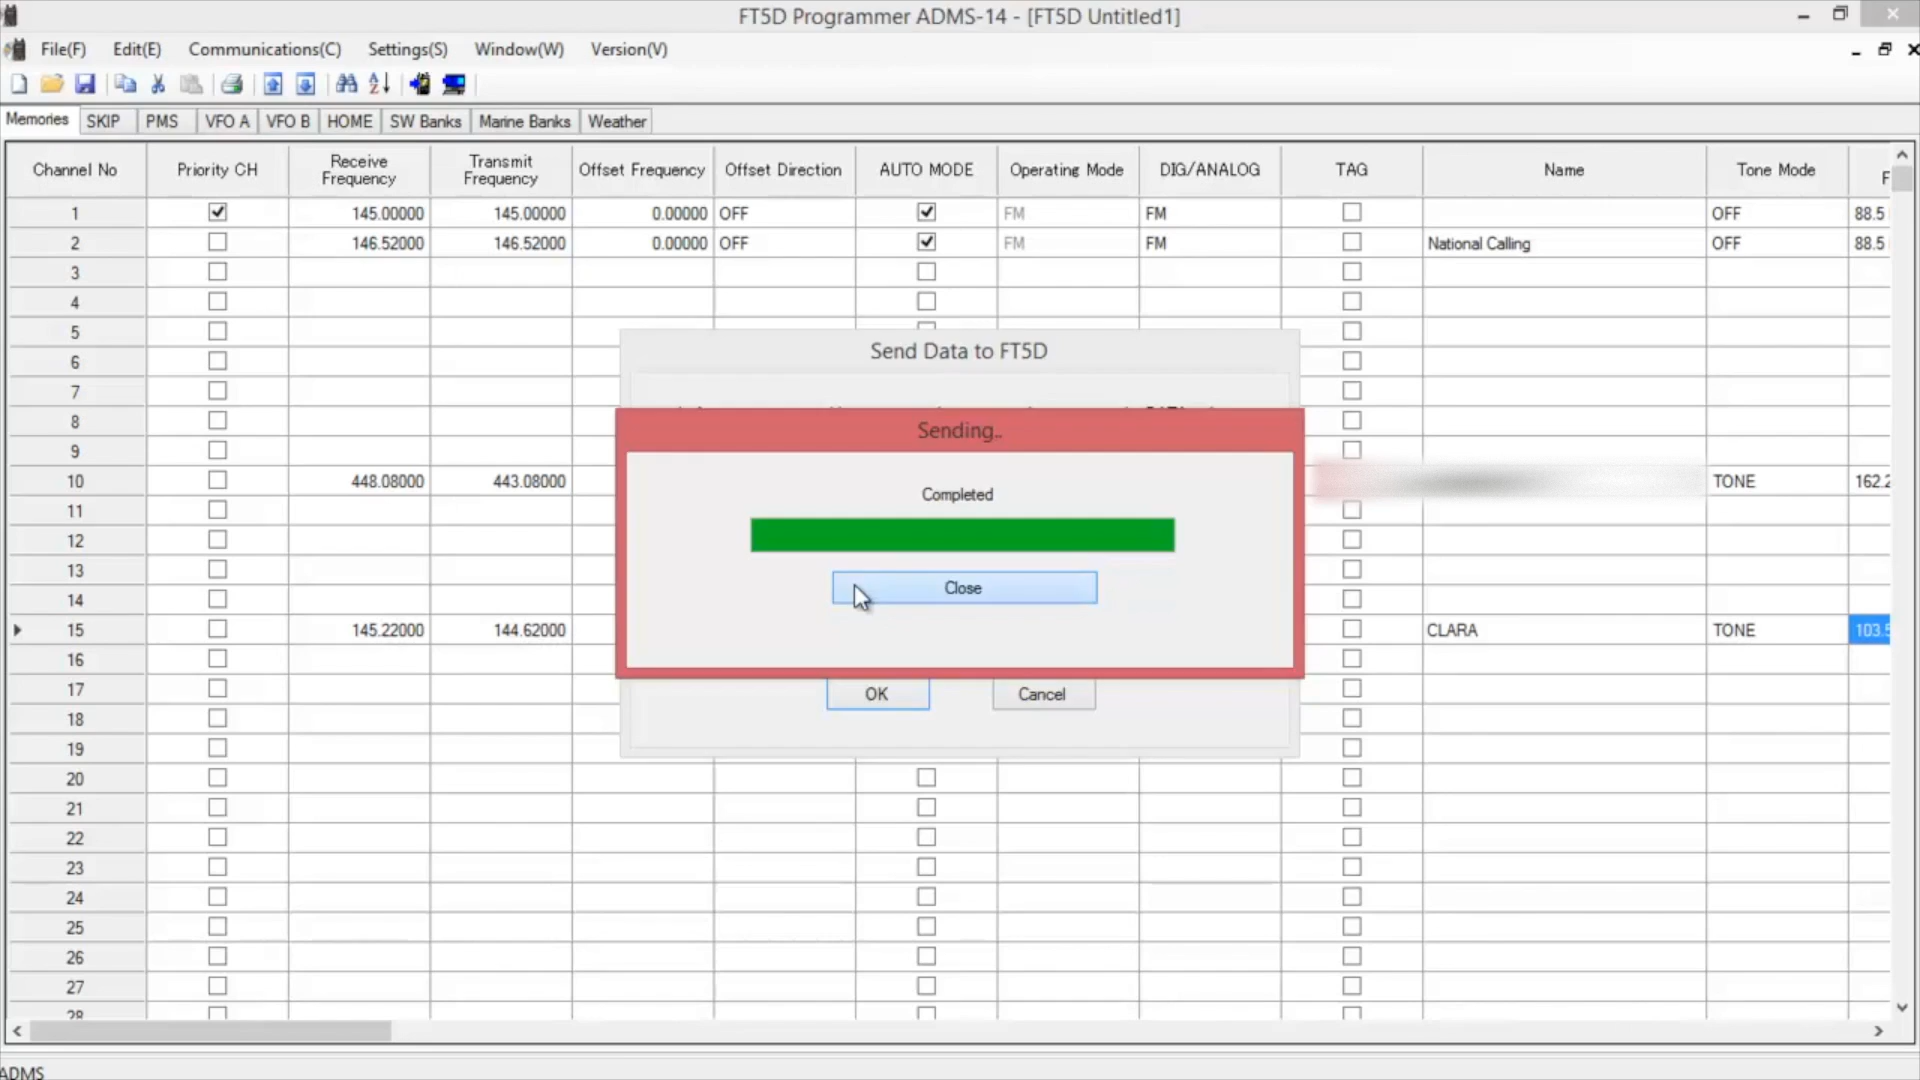 FT5D Programmer ADMS-14 - [FT5D Untitled1]
File(F) Edit(E) Communications(C) Settings(S) Window(W) Version(V)
Memories SKIP PMS VFO A VFO B HOME SW Banks Marine Banks Weather
Channel No Priority CH Receive Frequency Transmit Frequency Offset Frequency Offset Direction AUTO MODE Operating Mode DIG/ANALOG TAG Name Tone Mode
1 145.00000 145.00000 0.00000 OFF FM FM OFF 88.5
2 146.52000 146.52000 0.00000 OFF FM FM National Calling OFF 88.5
3
4
5
Send Data to FT5D
6
7
8
Sending..
9
10 448.08000 443.08000 TONE 162.2
Completed
11
12
13
Close
14
15 145.22000 144.62000 CLARA TONE 103.5
16
17
OK Cancel
18
19
20
21
22
23
24
25
26
27
28
ADMS